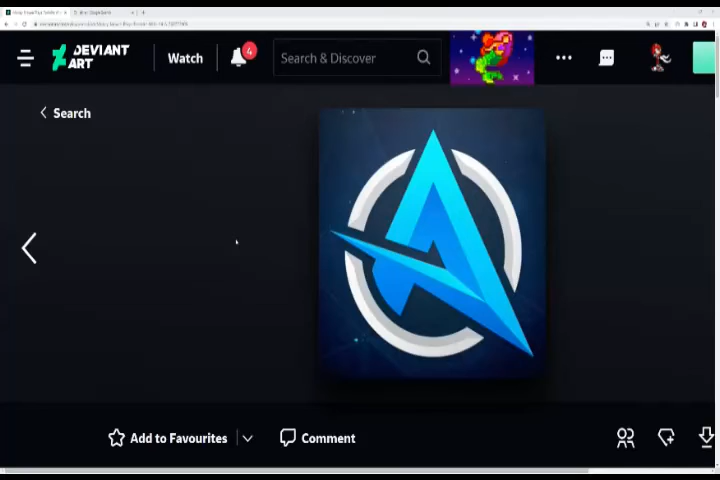 DEVIANT
ART
Watch
4
Search & Discover
Search
Add to Favourites
Comment